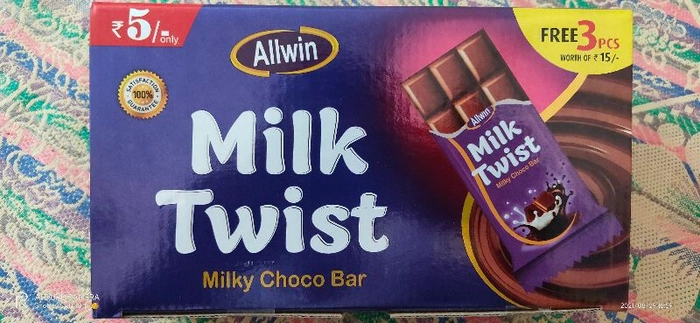 ₹5/-only
Allwin
FREE 3 PCS
WORTH OF ₹ 15/-
SATISFACTION
100%
GUARANTEE
Allwin
Milk
Twist
Milky Choco Bar
Milk
Twist
Milky Choco Bar